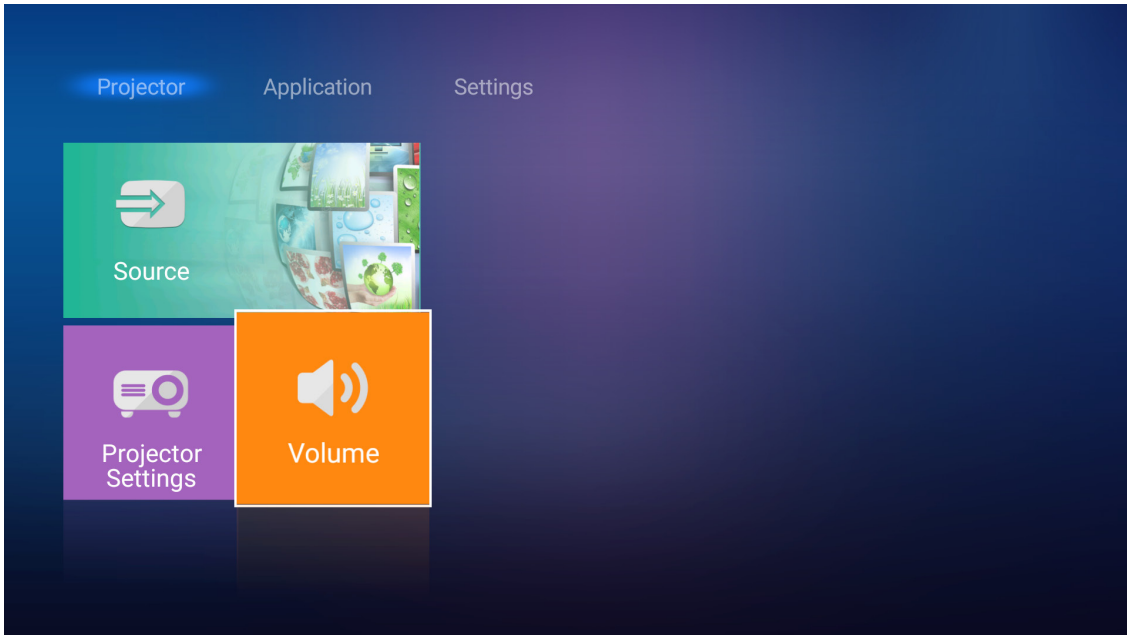 Projector
Application
Settings
Source
Projector
Settings
Volume